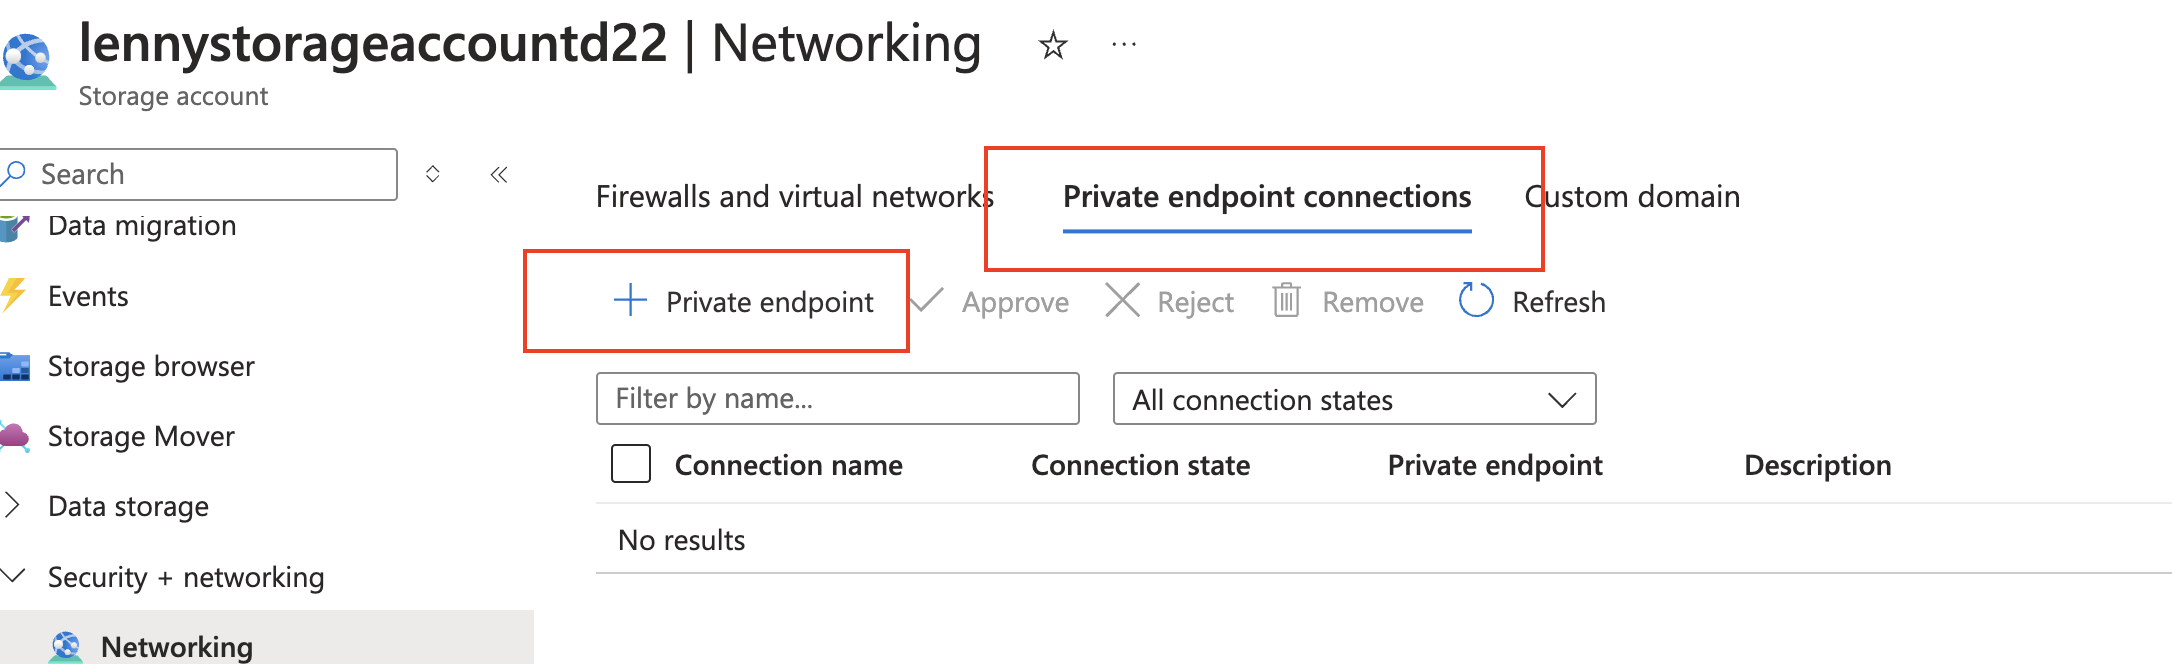 lennystorageaccountd22 | Networking
Storage account
Search
Data migration
Events
Storage browser
Storage Mover
Data storage
Security + networking
Networking
Firewalls and virtual networks Private endpoint connections Custom domain
Private endpoint Approve Reject Remove Refresh
Filter by name... All connection states
Connection name Connection state Private endpoint Description
No results